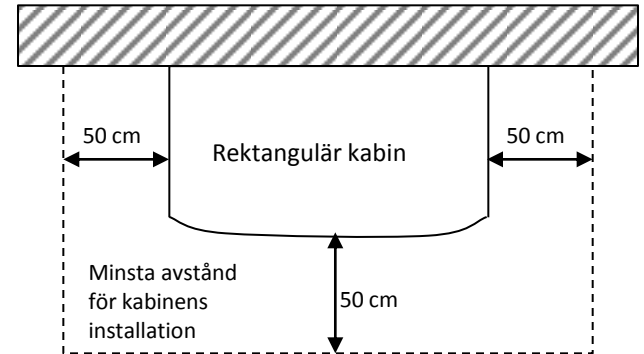 50 cm
50 cm
Rektangulär kabin
Minsta avstånd
för kabinens
installation
50 cm